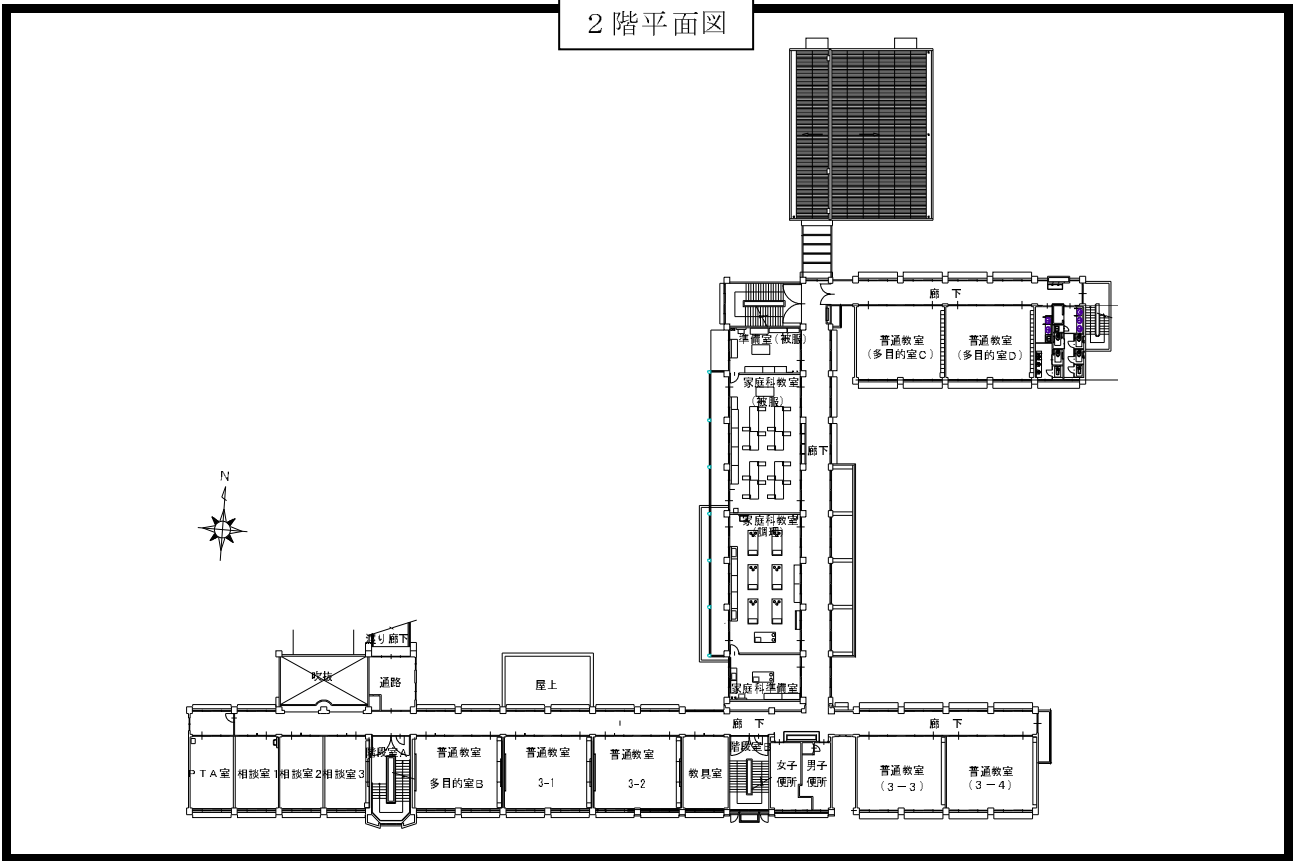 2階平面図
廊 下
普通教室
(多目的室C)
普通教室
(多目的室D)
準備室(被服)
家庭科教室
(被服)
廊下
N
家庭科教室
(調理)
渡り廊下
吹抜
通路
屋上
家庭科準備室
廊 下
廊 下
PTA室
相談室1
相談室2
相談室3
階段室A
普通教室
多目的室B
普通教室
3-1
普通教室
3-2
教具室
階段室B
女子
便所
男子
便所
普通教室
(3-3)
普通教室
(3-4)